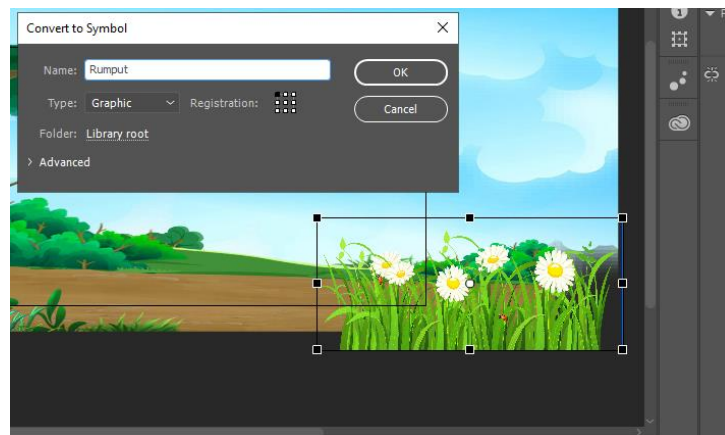 Convert to Symbol
Name: Rumput
OK
Type: Graphic
Registration:
Cancel
Folder: Library root
Advanced